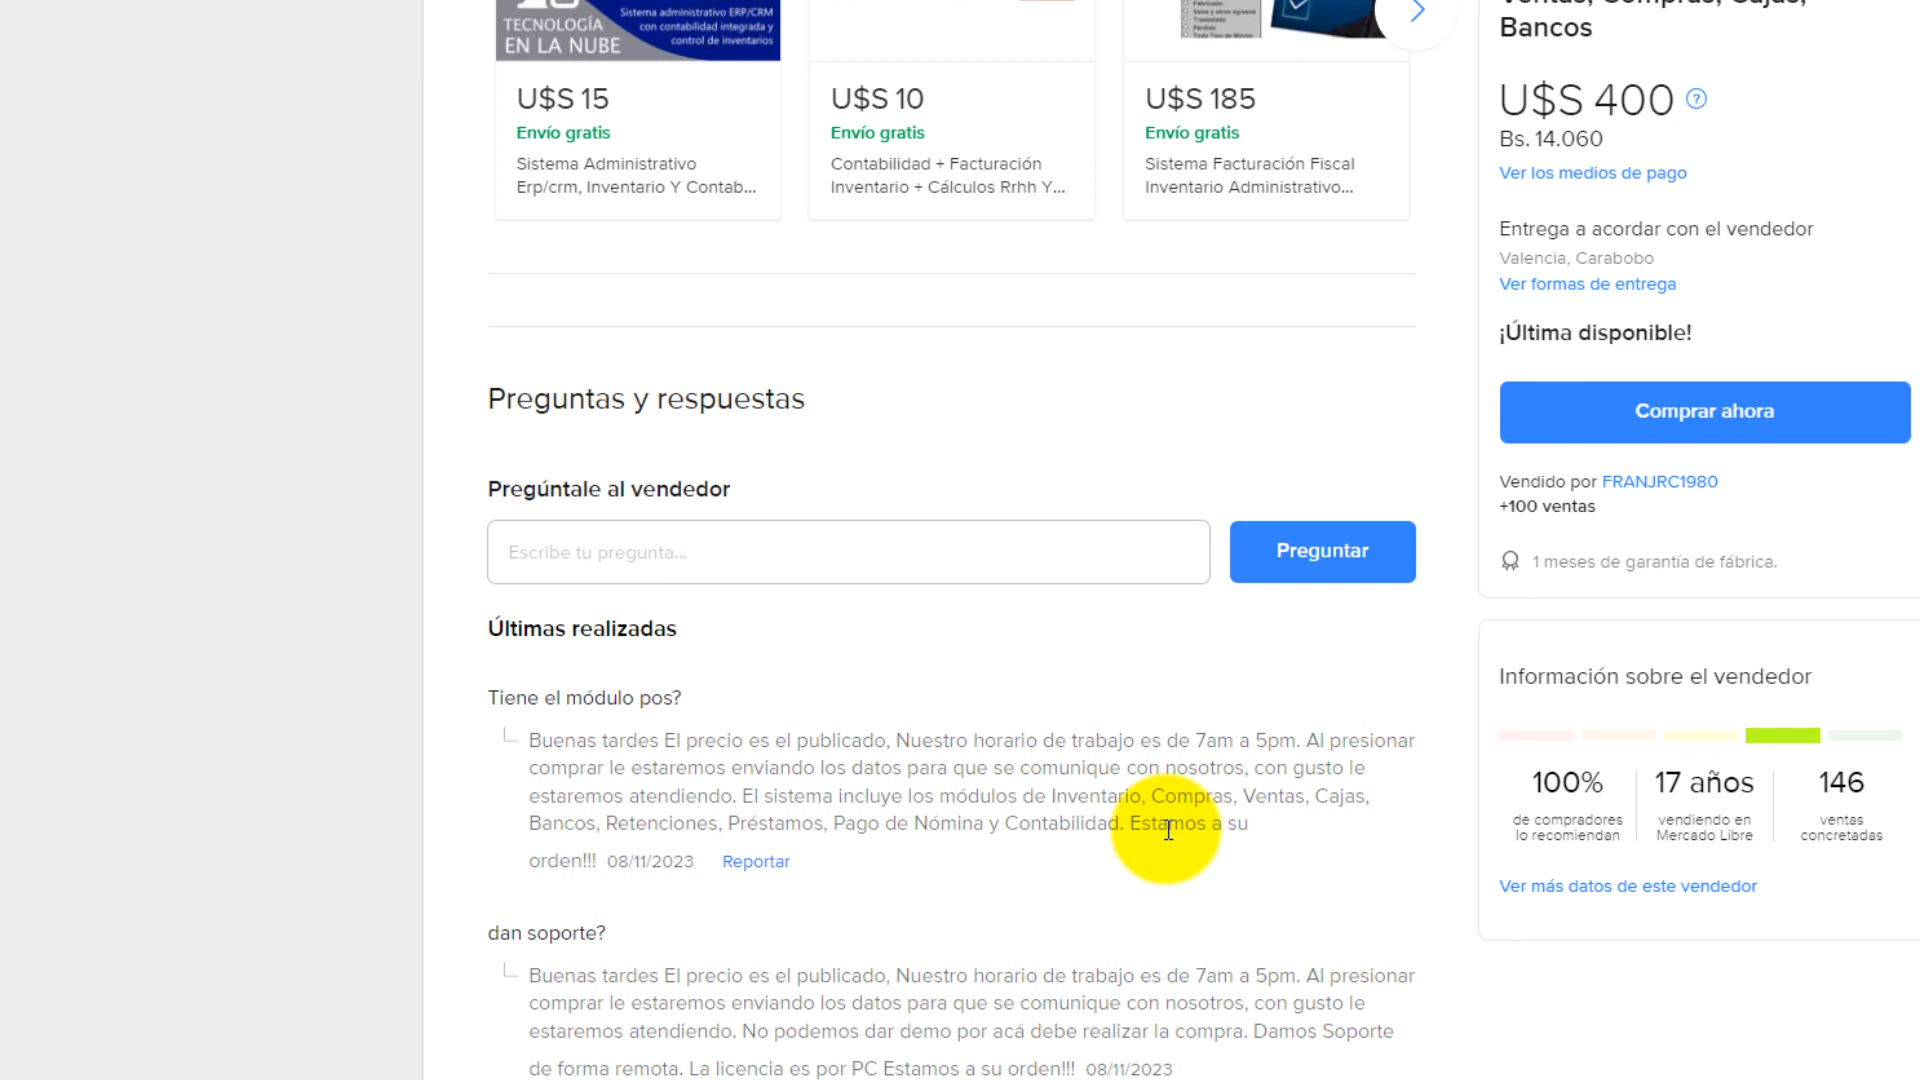 TECNOLOGÍA
EN LA NUBE
Sistema administrativo ERP/CRM
con contabilidad integrada y
control de inventarios
Fabricado
Vales y otros egresos
Traslados
Perdida
U$S 15
Envío gratis
Sistema Administrativo
Erp/crm, Inventario Y Contab...
U$S 10
Envío gratis
Contabilidad + Facturación
Inventario + Cálculos Rrhh Y...
U$S 185
Envío gratis
Sistema Facturación Fiscal
Inventario Administrativo...
Preguntas y respuestas
Pregúntale al vendedor
Escribe tu pregunta...
Preguntar
Últimas realizadas
Tiene el módulo pos?
Buenas tardes El precio es el publicado, Nuestro horario de trabajo es de 7am a 5pm. Al presionar
comprar le estaremos enviando los datos para que se comunique con nosotros, con gusto le
estaremos atendiendo. El sistema incluye los módulos de Inventario, Compras, Ventas, Cajas,
Bancos, Retenciones, Préstamos, Pago de Nómina y Contabilidad. Estamos a su
orden!!! 08/11/2023 Reportar
dan soporte?
Buenas tardes El precio es el publicado, Nuestro horario de trabajo es de 7am a 5pm. Al presionar
comprar le estaremos enviando los datos para que se comunique con nosotros, con gusto le
estaremos atendiendo. No podemos dar demo por acá debe realizar la compra. Damos Soporte
de forma remota. La licencia es por PC Estamos a su orden!!! 08/11/2023
Ventas, Compras, Cajas,
Bancos
U$S 400 ?
Bs. 14.060
Ver los medios de pago
Entrega a acordar con el vendedor
Valencia, Carabobo
Ver formas de entrega
¡Última disponible!
Comprar ahora
Vendido por FRANJRC1980
+100 ventas
1 meses de garantía de fábrica.
Información sobre el vendedor
100%
de compradores
lo recomiendan
17 años
vendiendo en
Mercado Libre
146
ventas
concretadas
Ver más datos de este vendedor